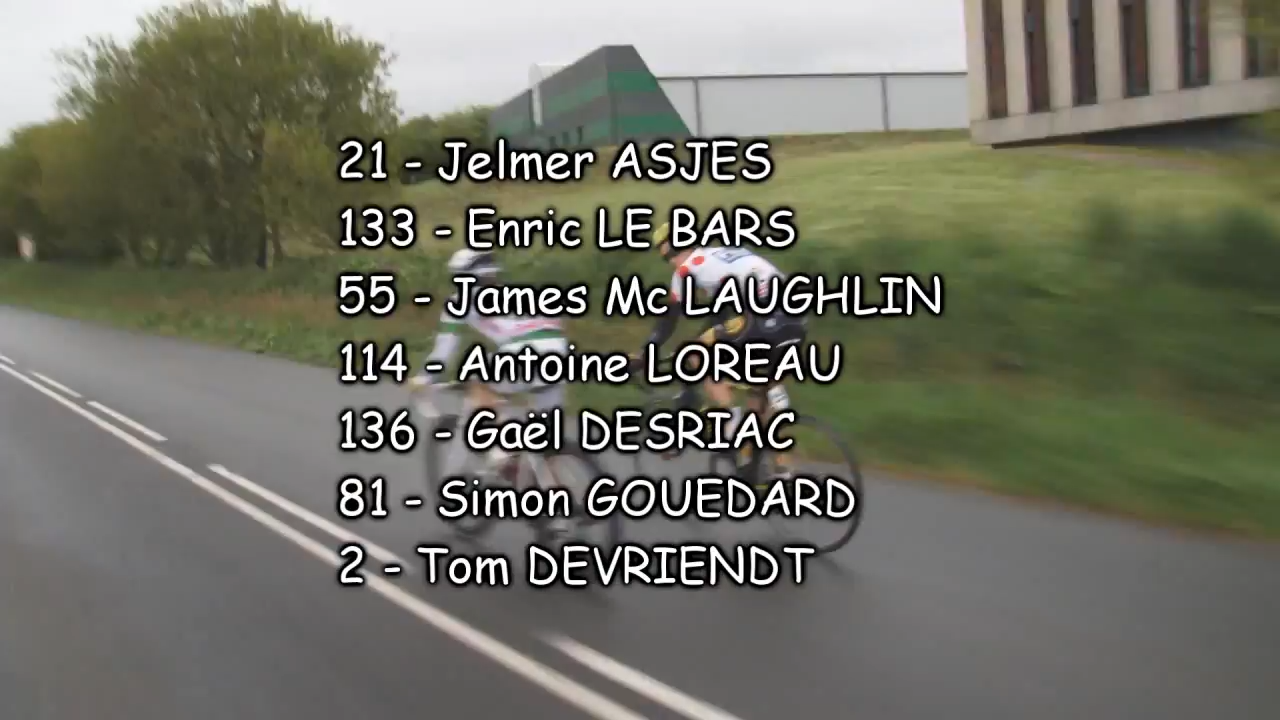 21 - Jelmer ASJES
133 - Enric LE BARS
55 - James Mc LAUGHLIN
114 - Antoine LOREAU
136 - Gaël DESRIAC
81 - Simon GOUEDARD
2 - Tom DEVRIENDT